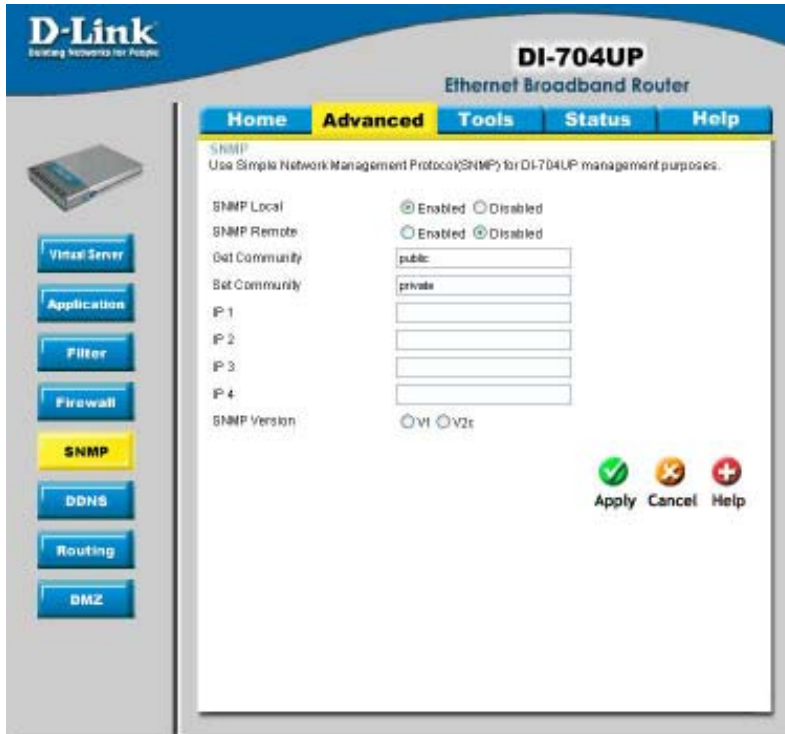 D-Link
Building Networks for People
DI-704UP
Ethernet Broadband Router
Home Advanced Tools Status Help
SNMP
Use Simple Network Management Protocol(SNMP) for DI-704UP management purposes.
SNMP Local Enabled Disabled
SNMP Remote Enabled Disabled
Get Community public
Set Community private
IP 1
IP 2
IP 3
IP 4
SNMP Version V1 V2c
Apply Cancel Help
Virtual Server
Application
Filter
Firewall
SNMP
DDNS
Routing
DMZ